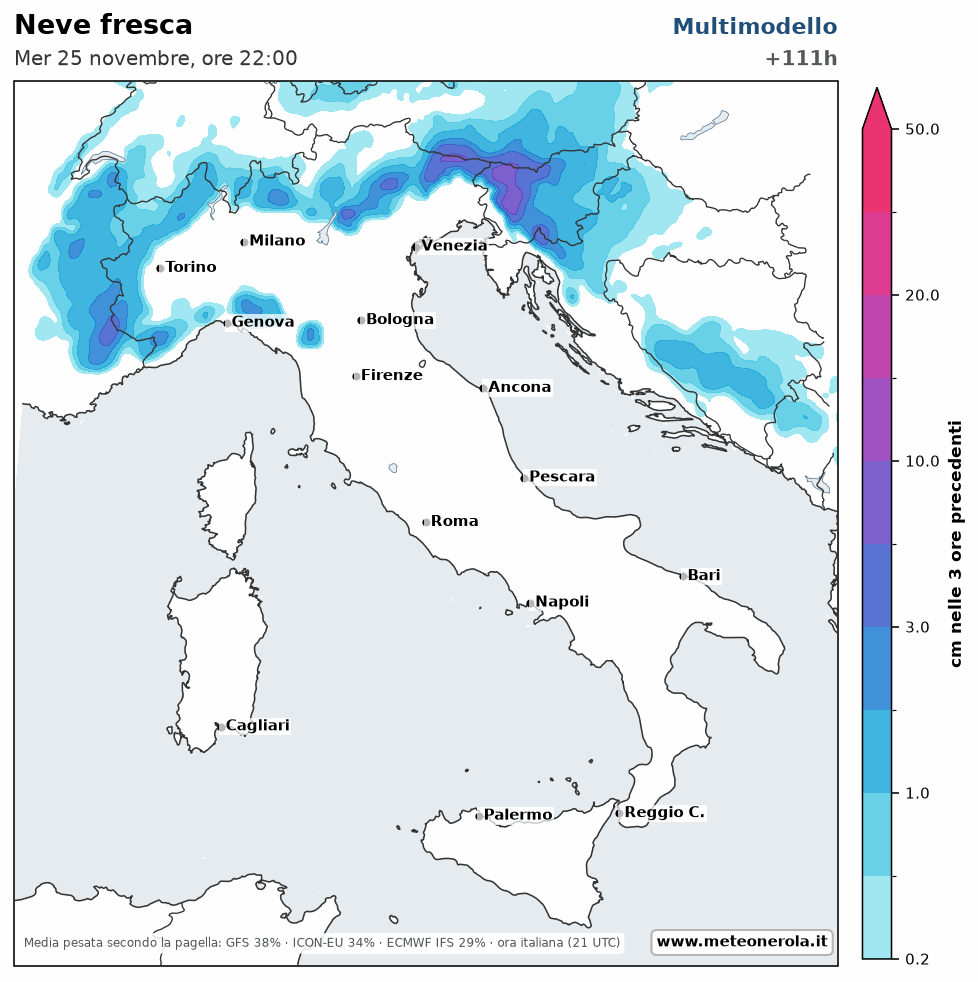 Neve fresca
Multimodello
Mer 25 novembre, ore 22:00
+111h
50.0
20.0
10.0
3.0
1.0
0.2
cm nelle 3 ore precedenti
Milano
Venezia
Torino
Bologna
Genova
Firenze
Ancona
Pescara
Roma
Bari
Napoli
Cagliari
Palermo
Reggio C.
Media pesata secondo la pagella: GFS 38% · ICON-EU 34% · ECMWF IFS 29% · ora italiana (21 UTC)
www.meteonerola.it